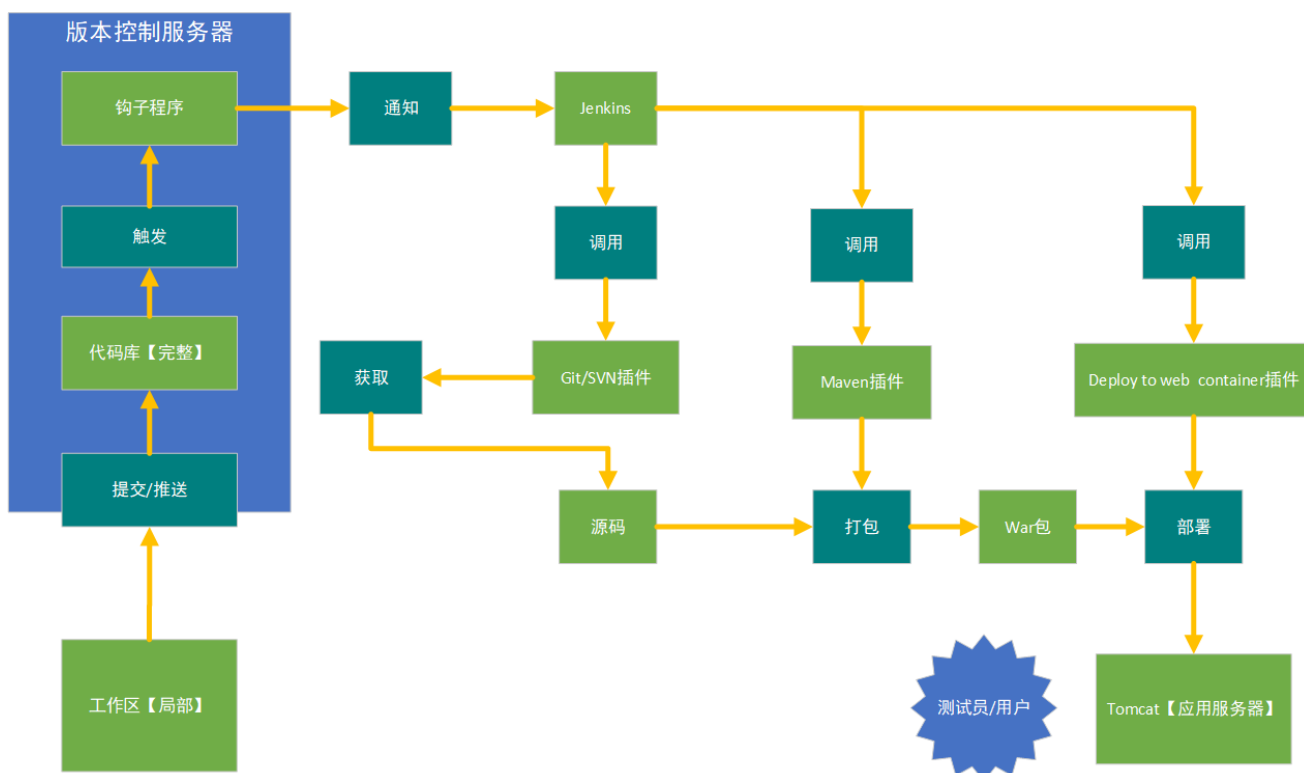 版本控制服务器
钩子程序
通知
Jenkins
触发
调用
调用
调用
代码库【完整】
获取
Git/SVN插件
Maven插件
Deploy to web container插件
提交/推送
源码
打包
War包
部署
工作区【局部】
测试员/用户
Tomcat【应用服务器】